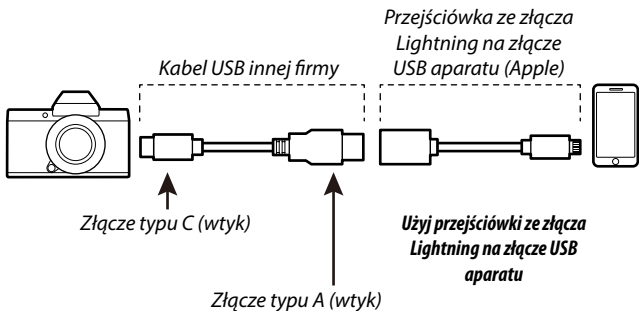 Przejściówka ze złącza
Lightning na złącze
USB aparatu (Apple)
Kabel USB innej firmy
Złącze typu C (wtyk)
Użyj przejściówki ze złącza
Lightning na złącze USB
aparatu
Złącze typu A (wtyk)